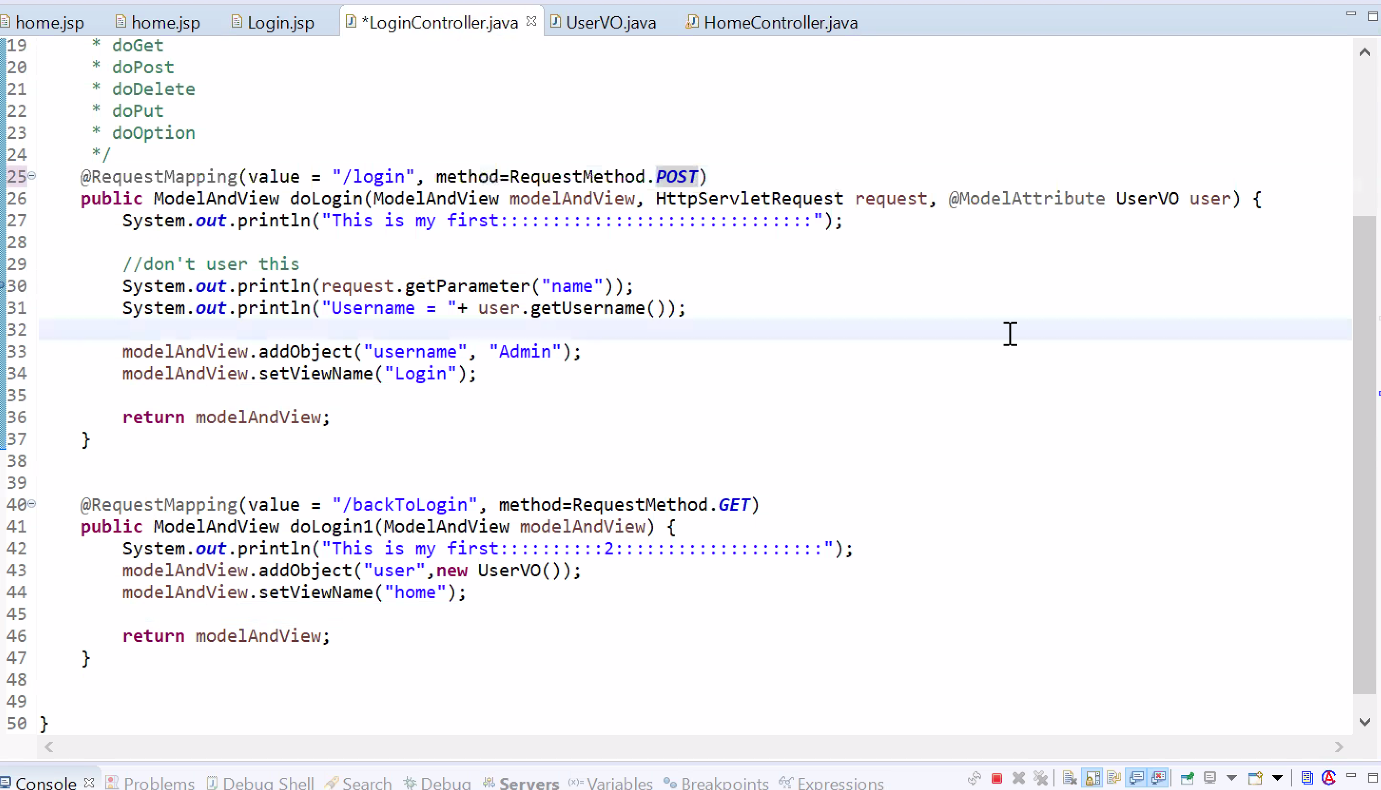 home.jsp home.jsp Login.jsp *LoginController.java UserVO.java HomeController.java
19 * doGet
20 * doPost
21 * doDelete
22 * doPut
23 * doOption
24 */
25 @RequestMapping(value = "/login", method=RequestMethod.POST)
26 public ModelAndView doLogin(ModelAndView modelAndView, HttpServletRequest request, @ModelAttribute UserVO user) {
27 System.out.println("This is my first::::::::::::::::::::::::::::::");
28
29 //don't user this
30 System.out.println(request.getParameter("name"));
31 System.out.println("Username = "+ user.getUsername());
32
33 modelAndView.addObject("username", "Admin");
34 modelAndView.setViewName("Login");
35
36 return modelAndView;
37 }
38
39
40 @RequestMapping(value = "/backToLogin", method=RequestMethod.GET)
41 public ModelAndView doLogin1(ModelAndView modelAndView) {
42 System.out.println("This is my first::::::::::2::::::::::::::::::::");
43 modelAndView.addObject("user",new UserVO());
44 modelAndView.setViewName("home");
45
46 return modelAndView;
47 }
48
49
50 }
Console Problems Debug Shell Search Debug Servers Variables Breakpoints Expressions